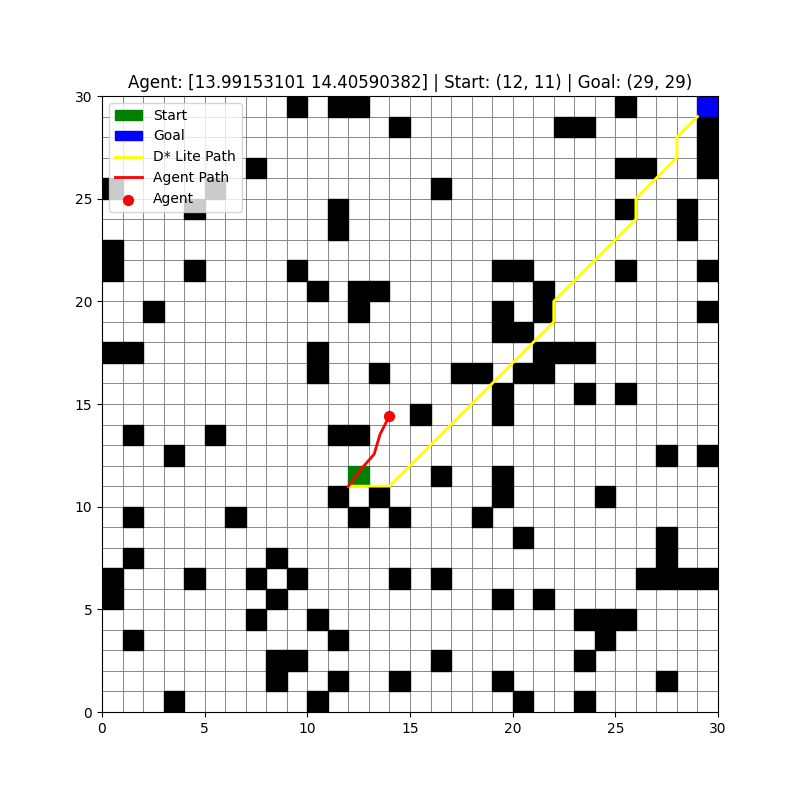 Agent: [13.99153101 14.40590382] | Start: (12, 11) | Goal: (29, 29)
Start
Goal
D* Lite Path
Agent Path
Agent
30
25
20
15
10
5
0
0 5 10 15 20 25 30